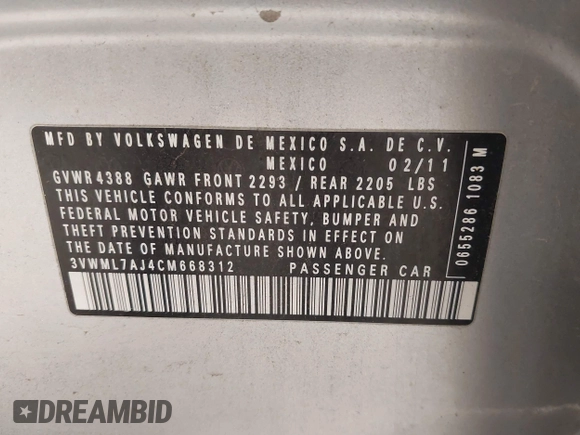 MFD BY VOLKSWAGEN DE MEXICO S.A. DE C.V.
MEXICO 02/11
GVWR 4388 GAWR FRONT 2293 / REAR 2205 LBS
THIS VEHICLE CONFORMS TO ALL APPLICABLE U.S.
FEDERAL MOTOR VEHICLE SAFETY, BUMPER AND
THEFT PREVENTION STANDARDS IN EFFECT ON
THE DATE OF MANUFACTURE SHOWN ABOVE.
3VWML7AJ4CM668312 PASSENGER CAR
0655286 1083 M
DREAMBID